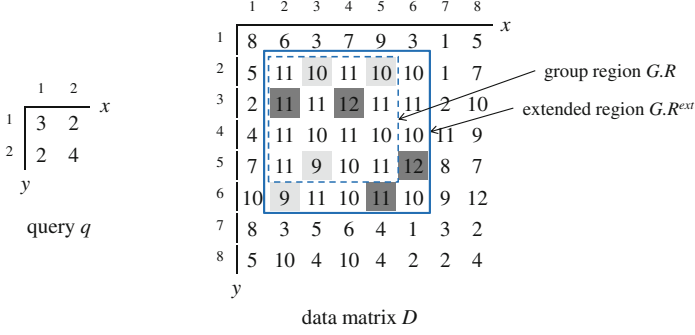 1 2 3 4 5 6 7 8
x
1 8 6 3 7 9 3 1 5
2 5 11 10 11 10 10 1 7
group region G.R
3 2 11 11 12 11 11 2 10
extended region G.R^ext
4 4 11 10 11 10 10 11 9
5 7 11 9 10 11 12 8 7
6 10 9 11 10 11 10 9 12
7 8 3 5 6 4 1 3 2
8 5 10 4 10 4 2 2 4
y
data matrix D
1 2
x
1 3 2
2 2 4
y
query q